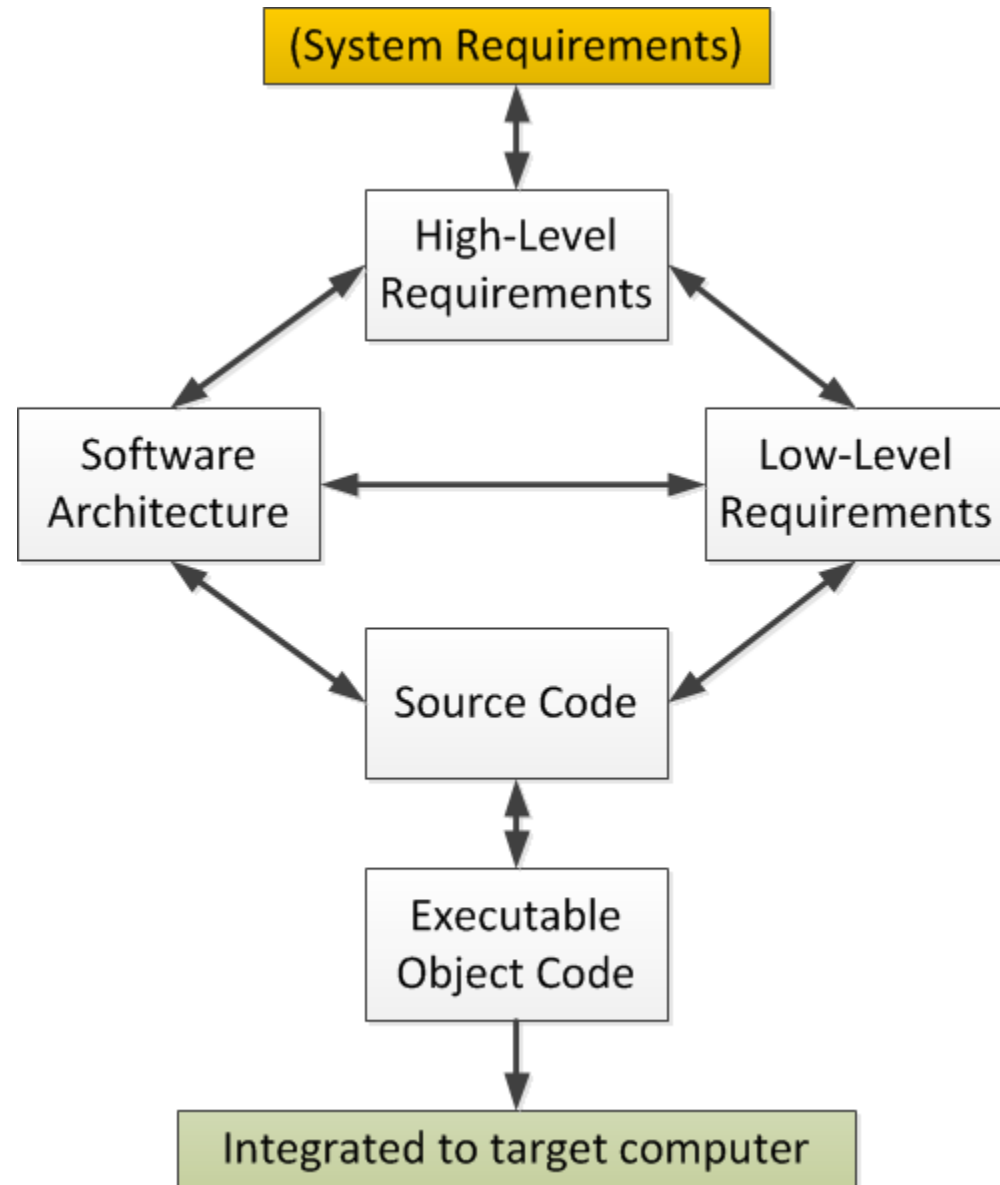 (System Requirements)
High-Level
Requirements
Software
Architecture
Low-Level
Requirements
Source Code
Executable
Object Code
Integrated to target computer